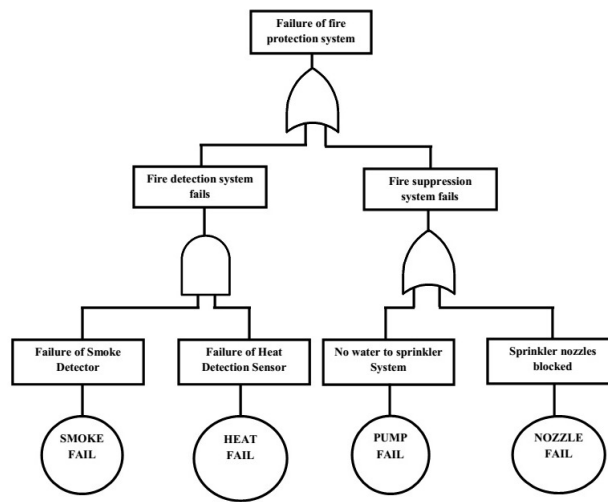 Failure of fire
protection system
Fire detection system
fails
Fire suppression
system fails
Failure of Smoke
Detector
Failure of Heat
Detection Sensor
No water to sprinkler
System
Sprinkler nozzles
blocked
SMOKE
FAIL
HEAT
FAIL
PUMP
FAIL
NOZZLE
FAIL